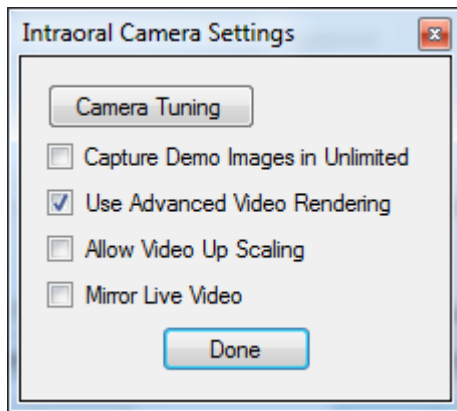 Intraoral Camera Settings
Camera Tuning
Capture Demo Images in Unlimited
Use Advanced Video Rendering
Allow Video Up Scaling
Mirror Live Video
Done